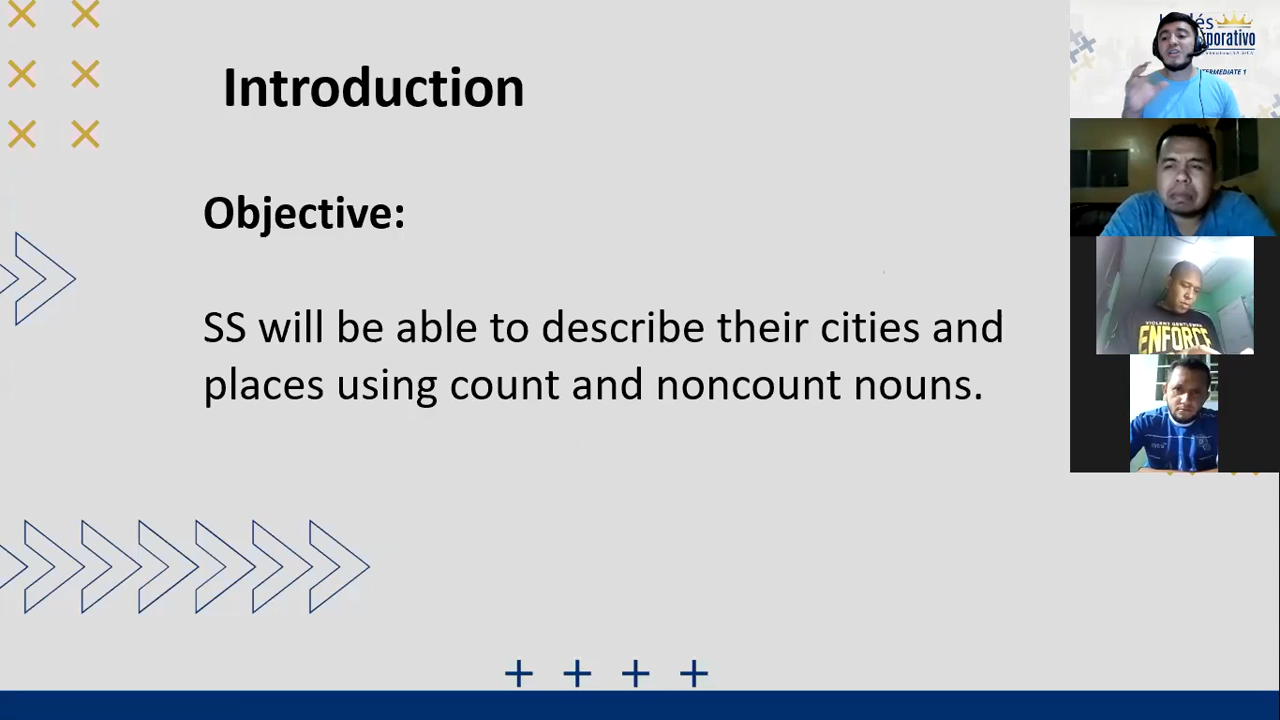 Introduction
Objective:
SS will be able to describe their cities and
places using count and noncount nouns.
ENFORCE